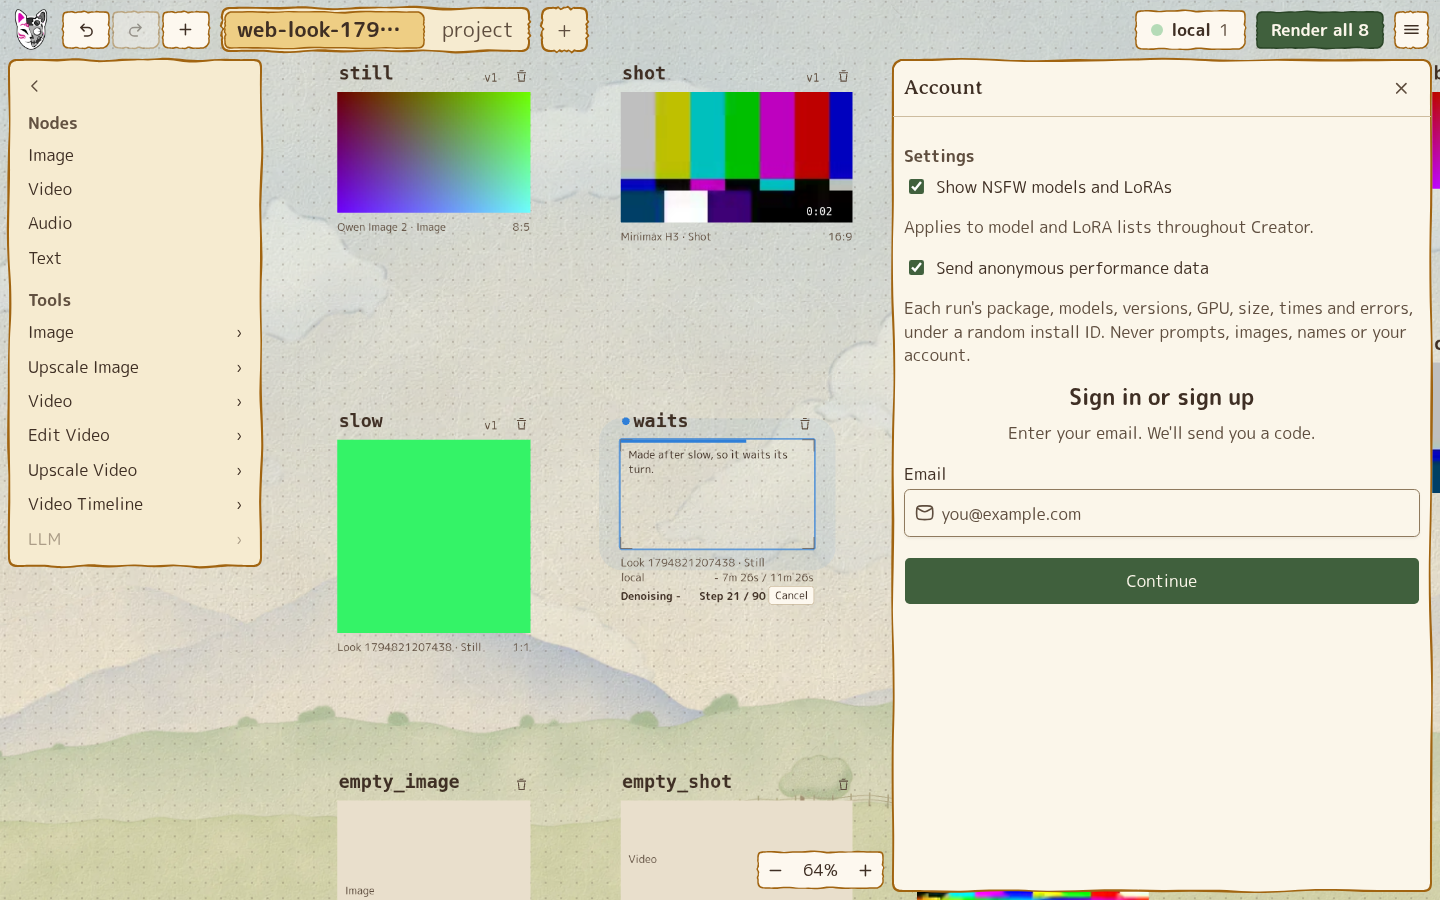 web-look-179···
project
local 1
Render all 8
Nodes
Image
Video
Audio
Text
Tools
Image
Upscale Image
Video
Edit Video
Upscale Video
Video Timeline
LLM
still v1
Qwen Image 2 · Image 8:5
shot v1
0:02
Minimax H3 · Shot 16:9
slow v1
Look 1794821207438 · Still 1:1
waits
Made after slow, so it waits its
turn.
Look 1794821207438 · Still
local - 7m 26s / 11m 26s
Denoising - Step 21 / 90 Cancel
empty_image
Image
empty_shot
Video
64%
Account
Settings
Show NSFW models and LoRAs
Applies to model and LoRA lists throughout Creator.
Send anonymous performance data
Each run's package, models, versions, GPU, size, times and errors,
under a random install ID. Never prompts, images, names or your
account.
Sign in or sign up
Enter your email. We'll send you a code.
Email
you@example.com
Continue